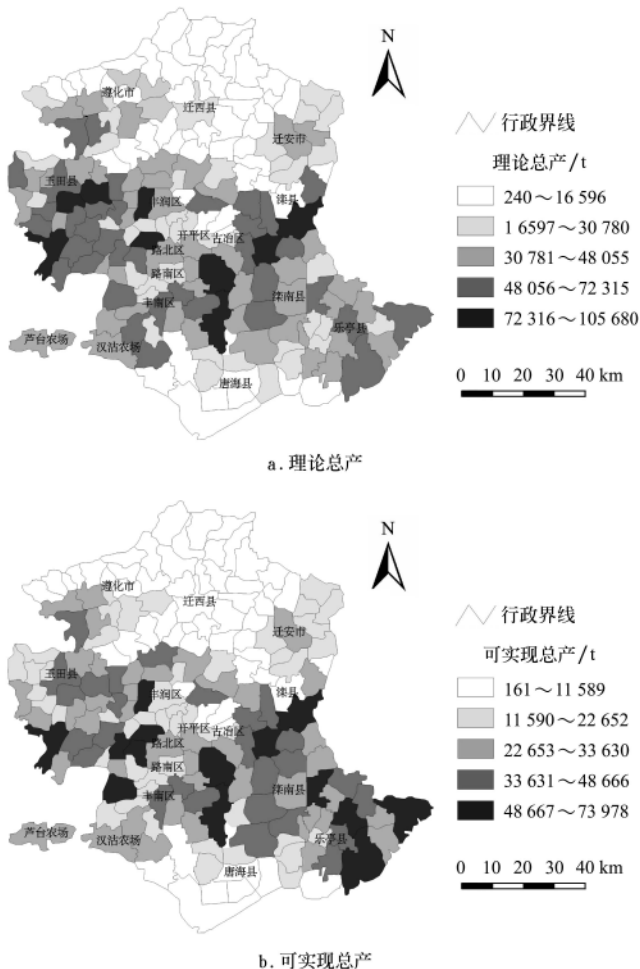 N
遵化市
迁西县
迁安市
玉田县
丰润区
滦县
开平区
古冶区
路北区
路南区
丰南区
滦南县
乐亭县
芦台农场
汉沽农场
唐海县
行政界线
理论总产/t
240～16 596
1 6597～30 780
30 781～48 055
48 056～72 315
72 316～105 680
0 10 20 30 40 km
a.理论总产
N
遵化市
迁西县
迁安市
玉田县
丰润区
滦县
开平区
古冶区
路北区
路南区
丰南区
滦南县
乐亭县
芦台农场
汉沽农场
唐海县
行政界线
可实现总产/t
161～11 589
11 590～22 652
22 653～33 630
33 631～48 666
48 667～73 978
0 10 20 30 40 km
b.可实现总产